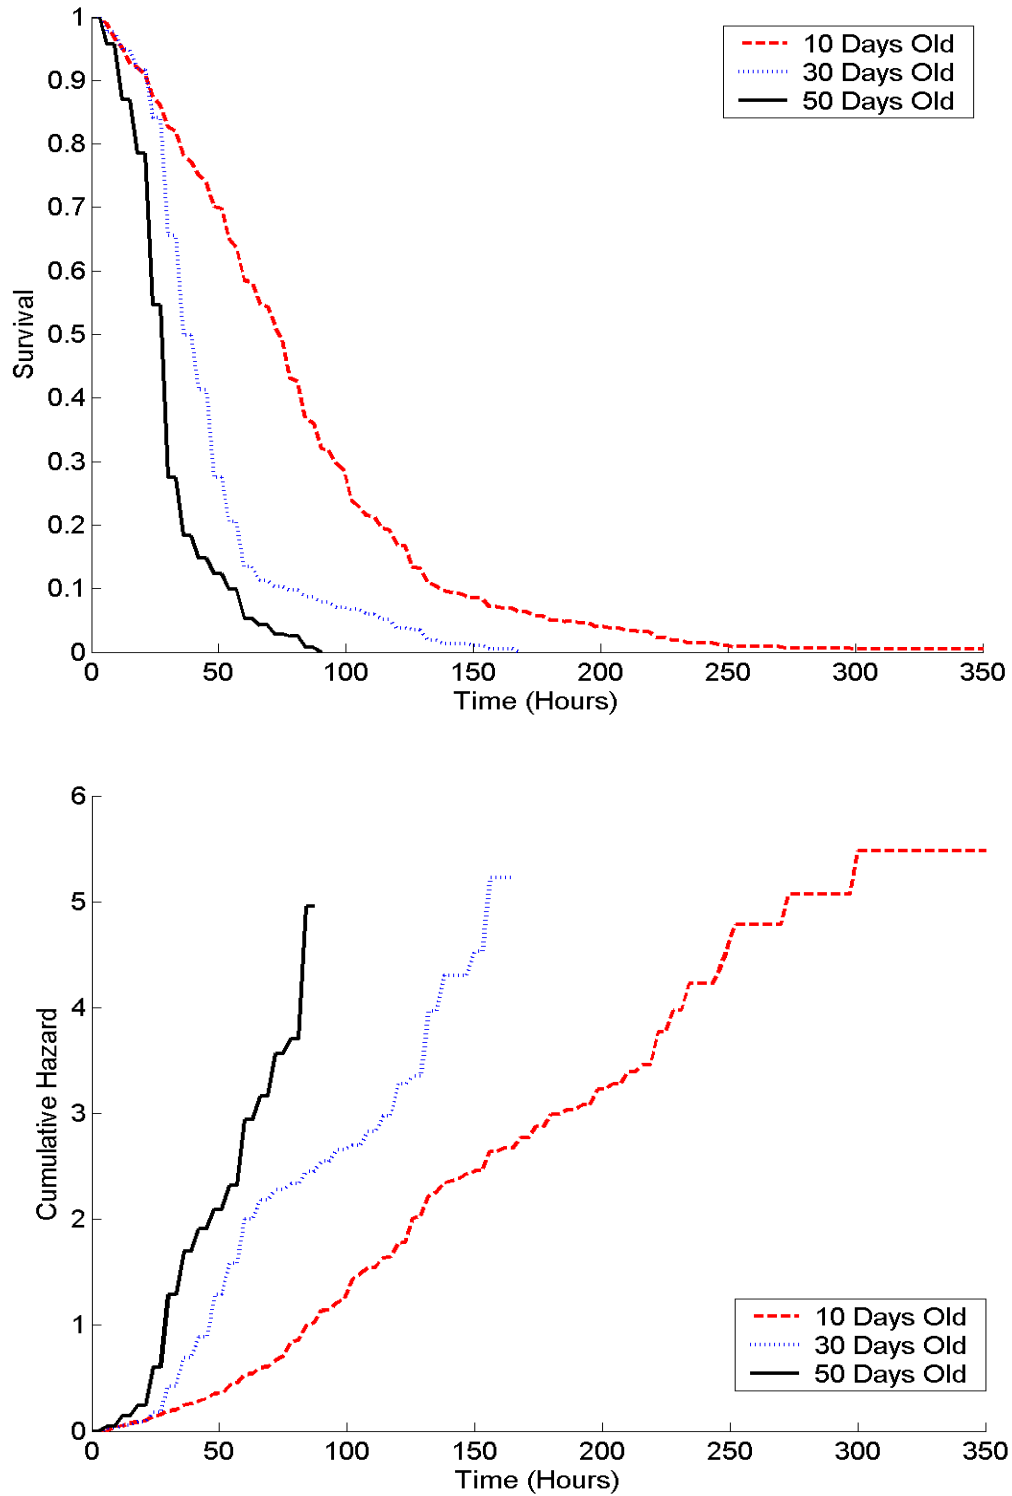 1
0.9
0.8
0.7
0.6
0.5
0.4
0.3
0.2
0.1
0
Survival
10 Days Old
30 Days Old
50 Days Old
0 50 100 150 200 250 300 350
Time (Hours)
6
5
4
3
2
1
0
Cumulative Hazard
10 Days Old
30 Days Old
50 Days Old
0 50 100 150 200 250 300 350
Time (Hours)